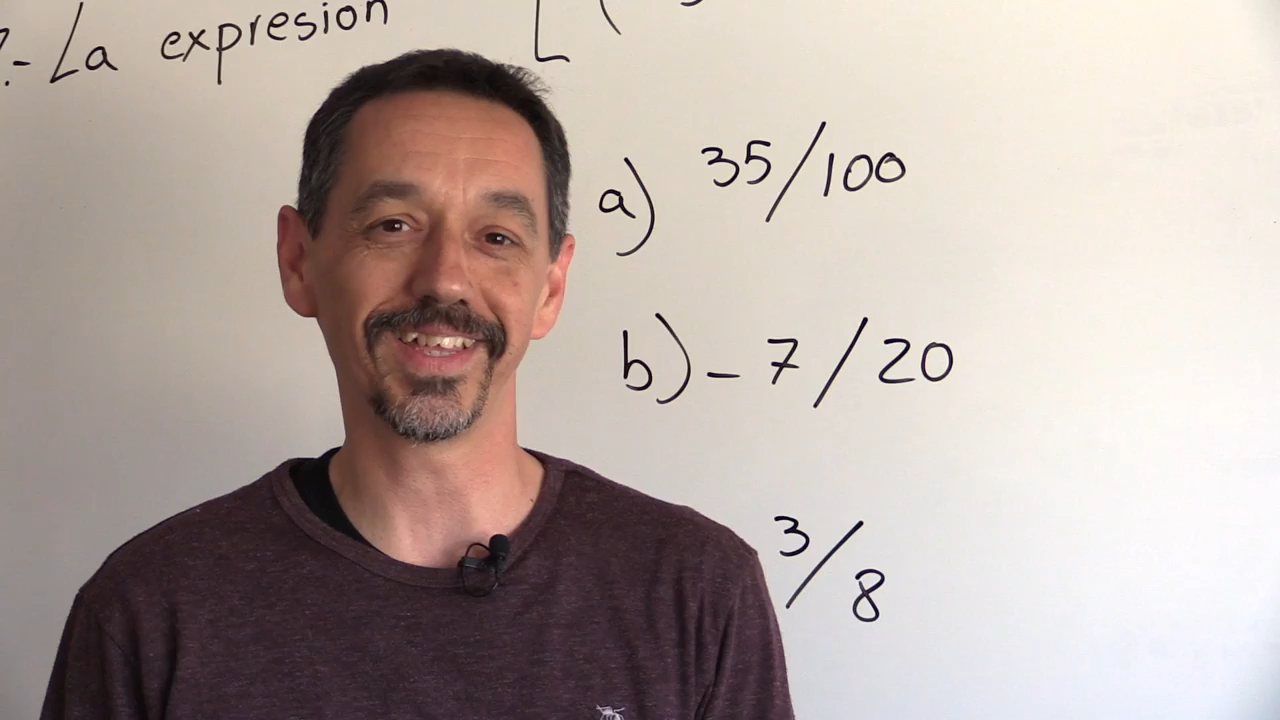 .- La expresion [ (
a) 35/100
b) - 7/20
3/8